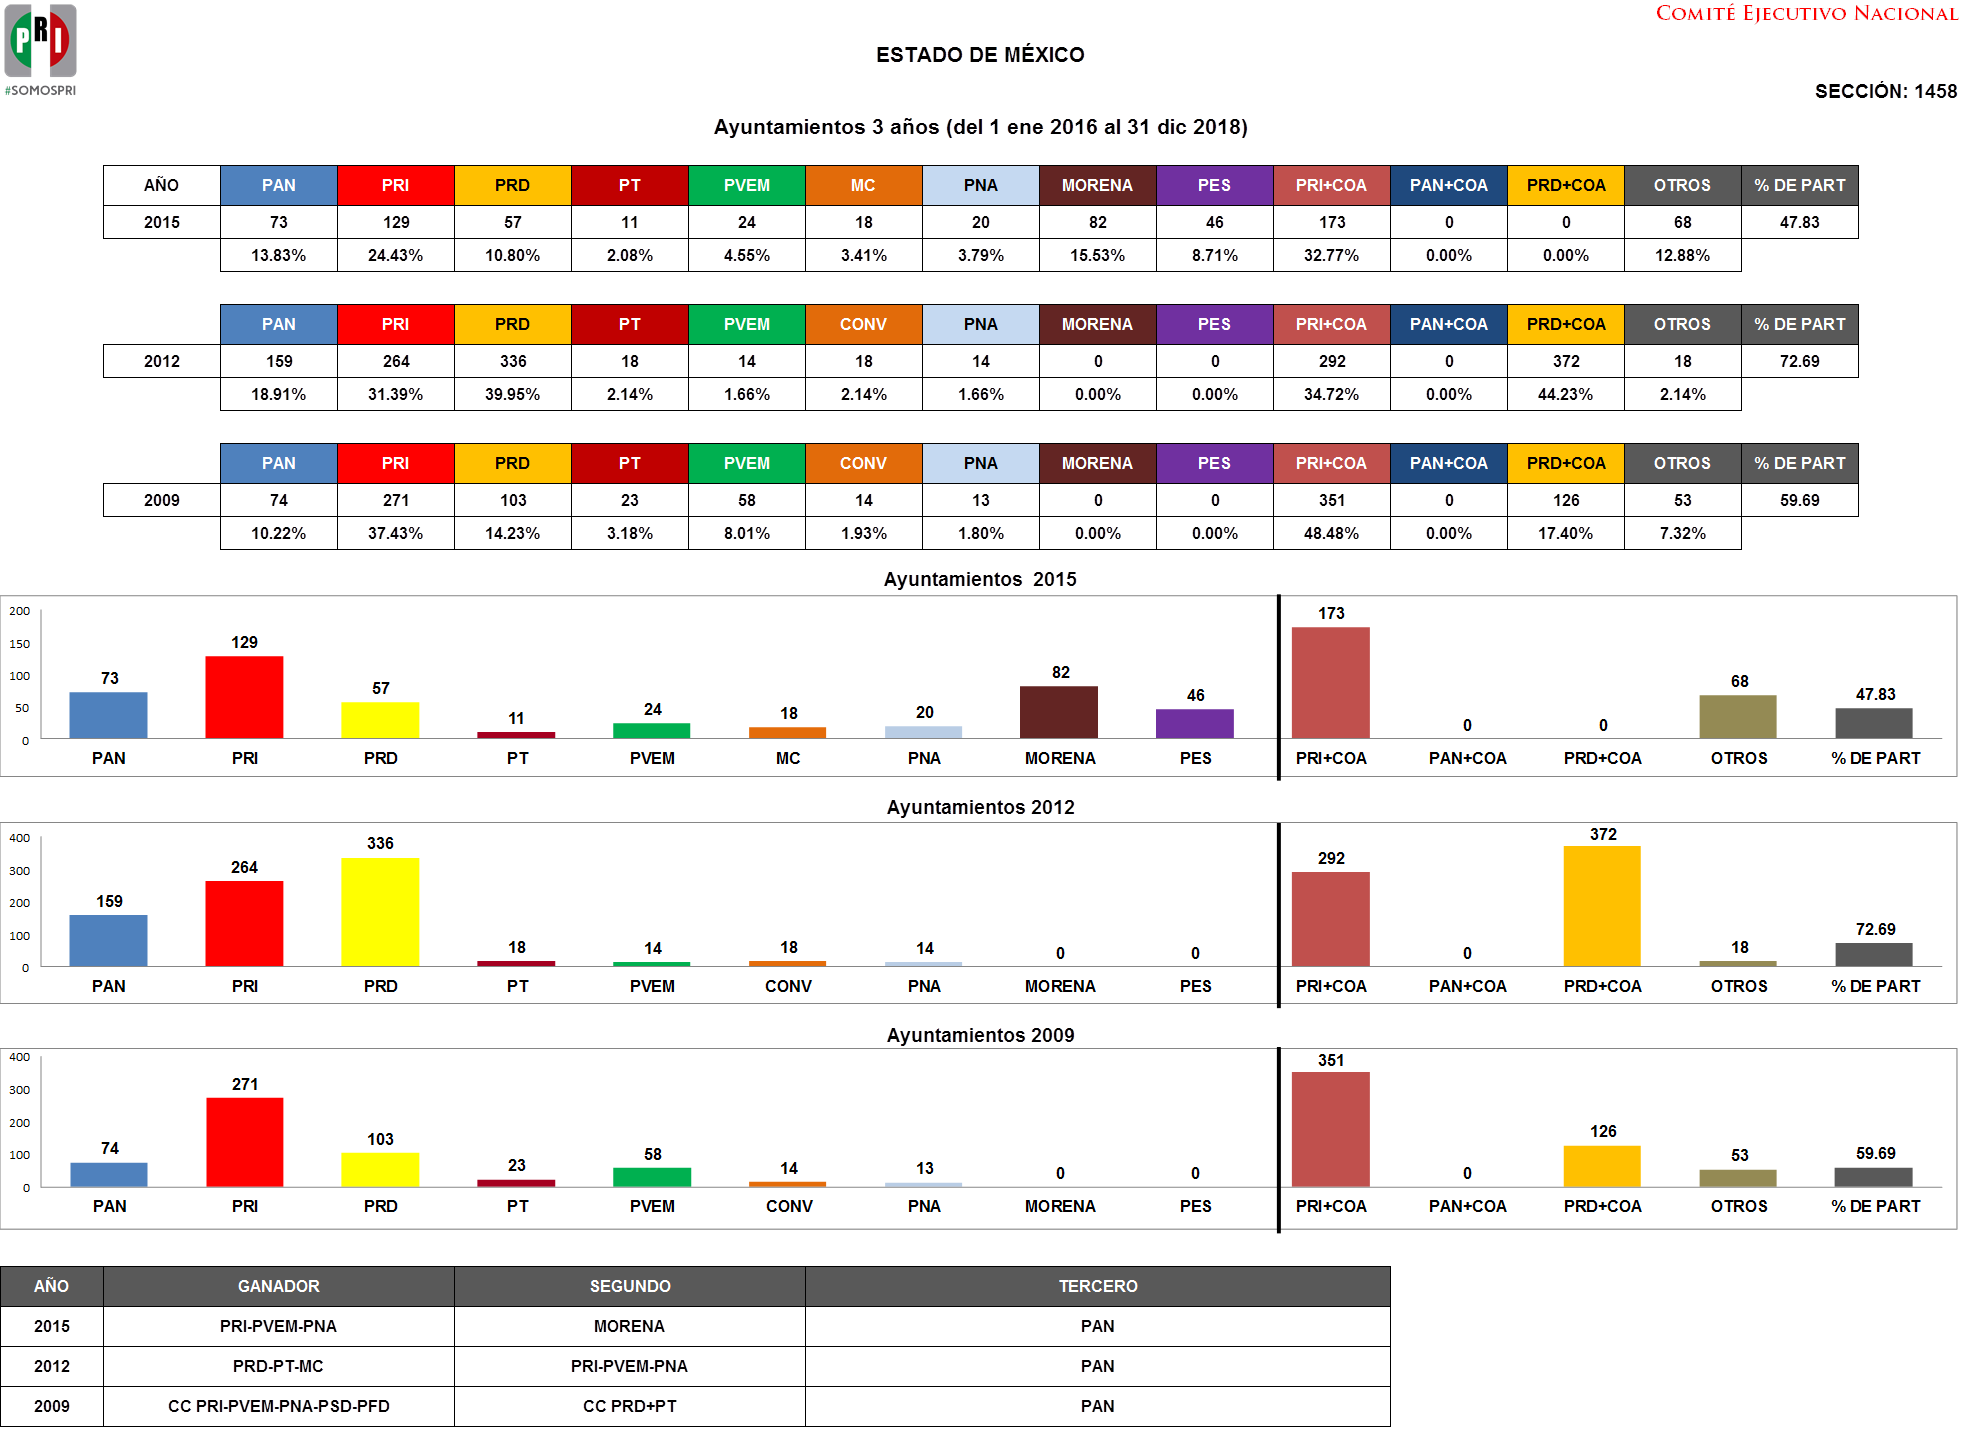 PRI
#SOMOSPRI
COMITÉ EJECUTIVO NACIONAL
ESTADO DE MÉXICO
SECCIÓN: 1458
Ayuntamientos 3 años (del 1 ene 2016 al 31 dic 2018)
AÑO PAN PRI PRD PT PVEM MC PNA MORENA PES PRI+COA PAN+COA PRD+COA OTROS % DE PART
2015 73 129 57 11 24 18 20 82 46 173 0 0 68 47.83
13.83% 24.43% 10.80% 2.08% 4.55% 3.41% 3.79% 15.53% 8.71% 32.77% 0.00% 0.00% 12.88%
PAN PRI PRD PT PVEM CONV PNA MORENA PES PRI+COA PAN+COA PRD+COA OTROS % DE PART
2012 159 264 336 18 14 18 14 0 0 292 0 372 18 72.69
18.91% 31.39% 39.95% 2.14% 1.66% 2.14% 1.66% 0.00% 0.00% 34.72% 0.00% 44.23% 2.14%
PAN PRI PRD PT PVEM CONV PNA MORENA PES PRI+COA PAN+COA PRD+COA OTROS % DE PART
2009 74 271 103 23 58 14 13 0 0 351 0 126 53 59.69
10.22% 37.43% 14.23% 3.18% 8.01% 1.93% 1.80% 0.00% 0.00% 48.48% 0.00% 17.40% 7.32%
Ayuntamientos 2015
200
150
100
50
0
73 129 57 11 24 18 20 82 46 173 0 0 68 47.83
PAN PRI PRD PT PVEM MC PNA MORENA PES PRI+COA PAN+COA PRD+COA OTROS % DE PART
Ayuntamientos 2012
400
300
200
100
0
159 264 336 18 14 18 14 0 0 292 0 372 18 72.69
PAN PRI PRD PT PVEM CONV PNA MORENA PES PRI+COA PAN+COA PRD+COA OTROS % DE PART
Ayuntamientos 2009
400
300
200
100
0
74 271 103 23 58 14 13 0 0 351 0 126 53 59.69
PAN PRI PRD PT PVEM CONV PNA MORENA PES PRI+COA PAN+COA PRD+COA OTROS % DE PART
AÑO GANADOR SEGUNDO TERCERO
2015 PRI-PVEM-PNA MORENA PAN
2012 PRD-PT-MC PRI-PVEM-PNA PAN
2009 CC PRI-PVEM-PNA-PSD-PFD CC PRD+PT PAN